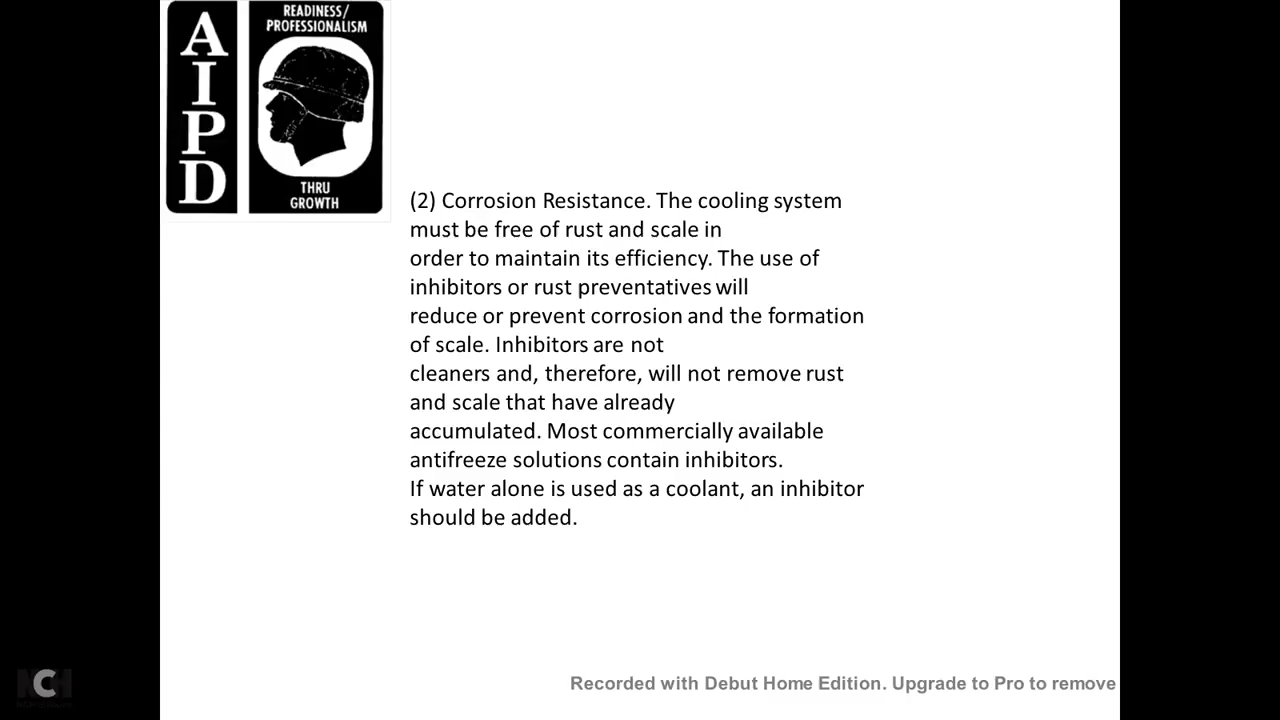 AIPD
READINESS/
PROFESSIONALISM
THRU
GROWTH
(2) Corrosion Resistance. The cooling system
must be free of rust and scale in
order to maintain its efficiency. The use of
inhibitors or rust preventatives will
reduce or prevent corrosion and the formation
of scale. Inhibitors are not
cleaners and, therefore, will not remove rust
and scale that have already
accumulated. Most commercially available
antifreeze solutions contain inhibitors.
If water alone is used as a coolant, an inhibitor
should be added.
NCH
Recorded with Debut Home Edition. Upgrade to Pro to remove